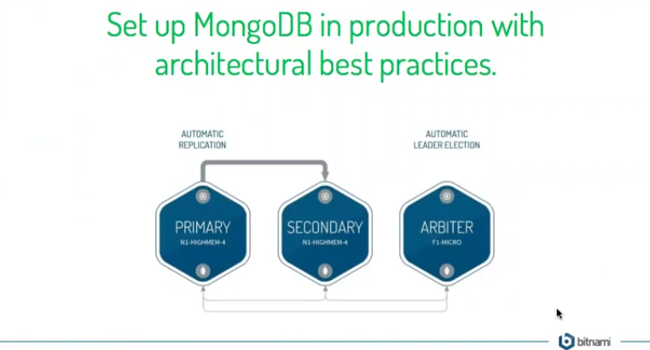 Set up MongoDB in production with
architectural best practices.
AUTOMATIC
REPLICATION
AUTOMATIC
LEADER ELECTION
PRIMARY
N1-HIGHMEM-4
SECONDARY
N1-HIGHMEM-4
ARBITER
F1-MICRO
bitnami